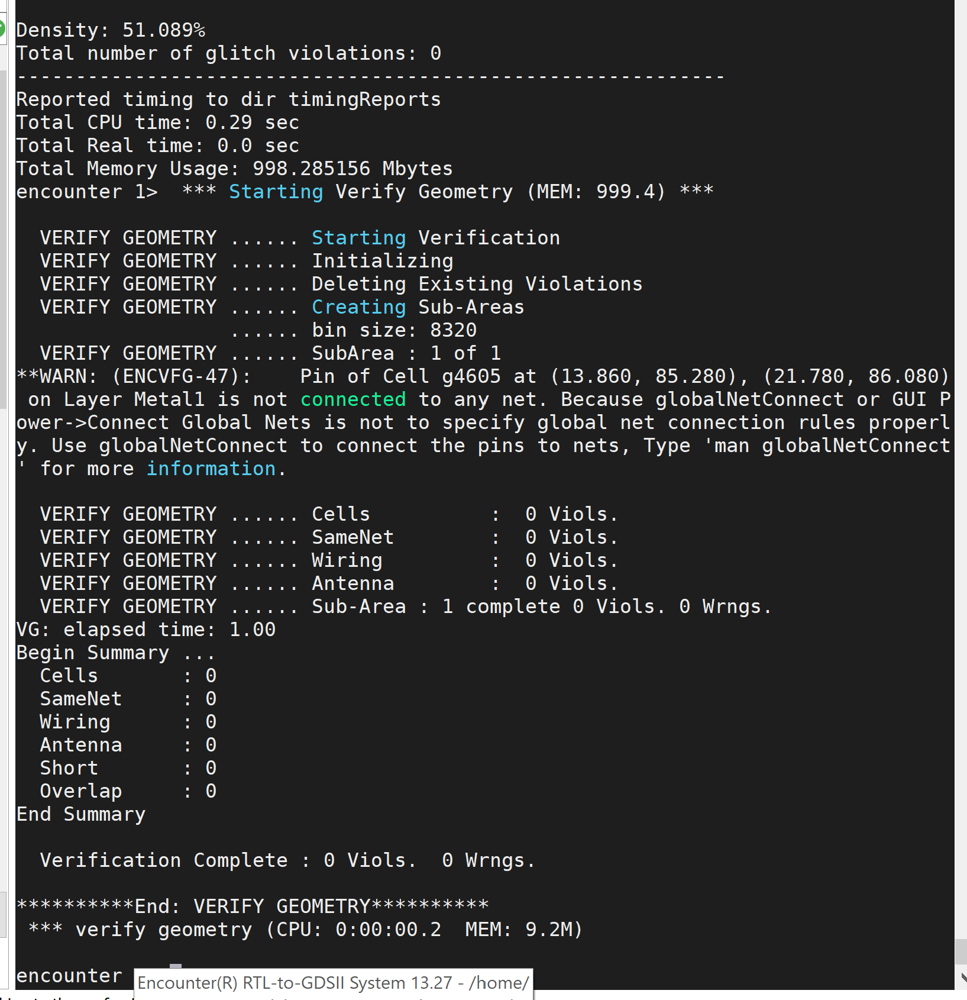 Density: 51.089%
Total number of glitch violations: 0
------------------------------------------------------------
Reported timing to dir timingReports
Total CPU time: 0.29 sec
Total Real time: 0.0 sec
Total Memory Usage: 998.285156 Mbytes
encounter 1>  *** Starting Verify Geometry (MEM: 999.4) ***
  VERIFY GEOMETRY ...... Starting Verification
  VERIFY GEOMETRY ...... Initializing
  VERIFY GEOMETRY ...... Deleting Existing Violations
  VERIFY GEOMETRY ...... Creating Sub-Areas
                  ...... bin size: 8320
  VERIFY GEOMETRY ...... SubArea : 1 of 1
**WARN: (ENCVFG-47):    Pin of Cell g4605 at (13.860, 85.280), (21.780, 86.080)
 on Layer Metal1 is not connected to any net. Because globalNetConnect or GUI P
ower->Connect Global Nets is not to specify global net connection rules properl
y. Use globalNetConnect to connect the pins to nets, Type 'man globalNetConnect
' for more information.
  VERIFY GEOMETRY ...... Cells          :  0 Viols.
  VERIFY GEOMETRY ...... SameNet        :  0 Viols.
  VERIFY GEOMETRY ...... Wiring         :  0 Viols.
  VERIFY GEOMETRY ...... Antenna        :  0 Viols.
  VERIFY GEOMETRY ...... Sub-Area : 1 complete 0 Viols. 0 Wrngs.
VG: elapsed time: 1.00
Begin Summary ...
  Cells       : 0
  SameNet     : 0
  Wiring      : 0
  Antenna     : 0
  Short       : 0
  Overlap     : 0
End Summary
  Verification Complete : 0 Viols.  0 Wrngs.
**********End: VERIFY GEOMETRY**********
 *** verify geometry (CPU: 0:00:00.2  MEM: 9.2M)
encounter
Encounter(R) RTL-to-GDSII System 13.27 - /home/